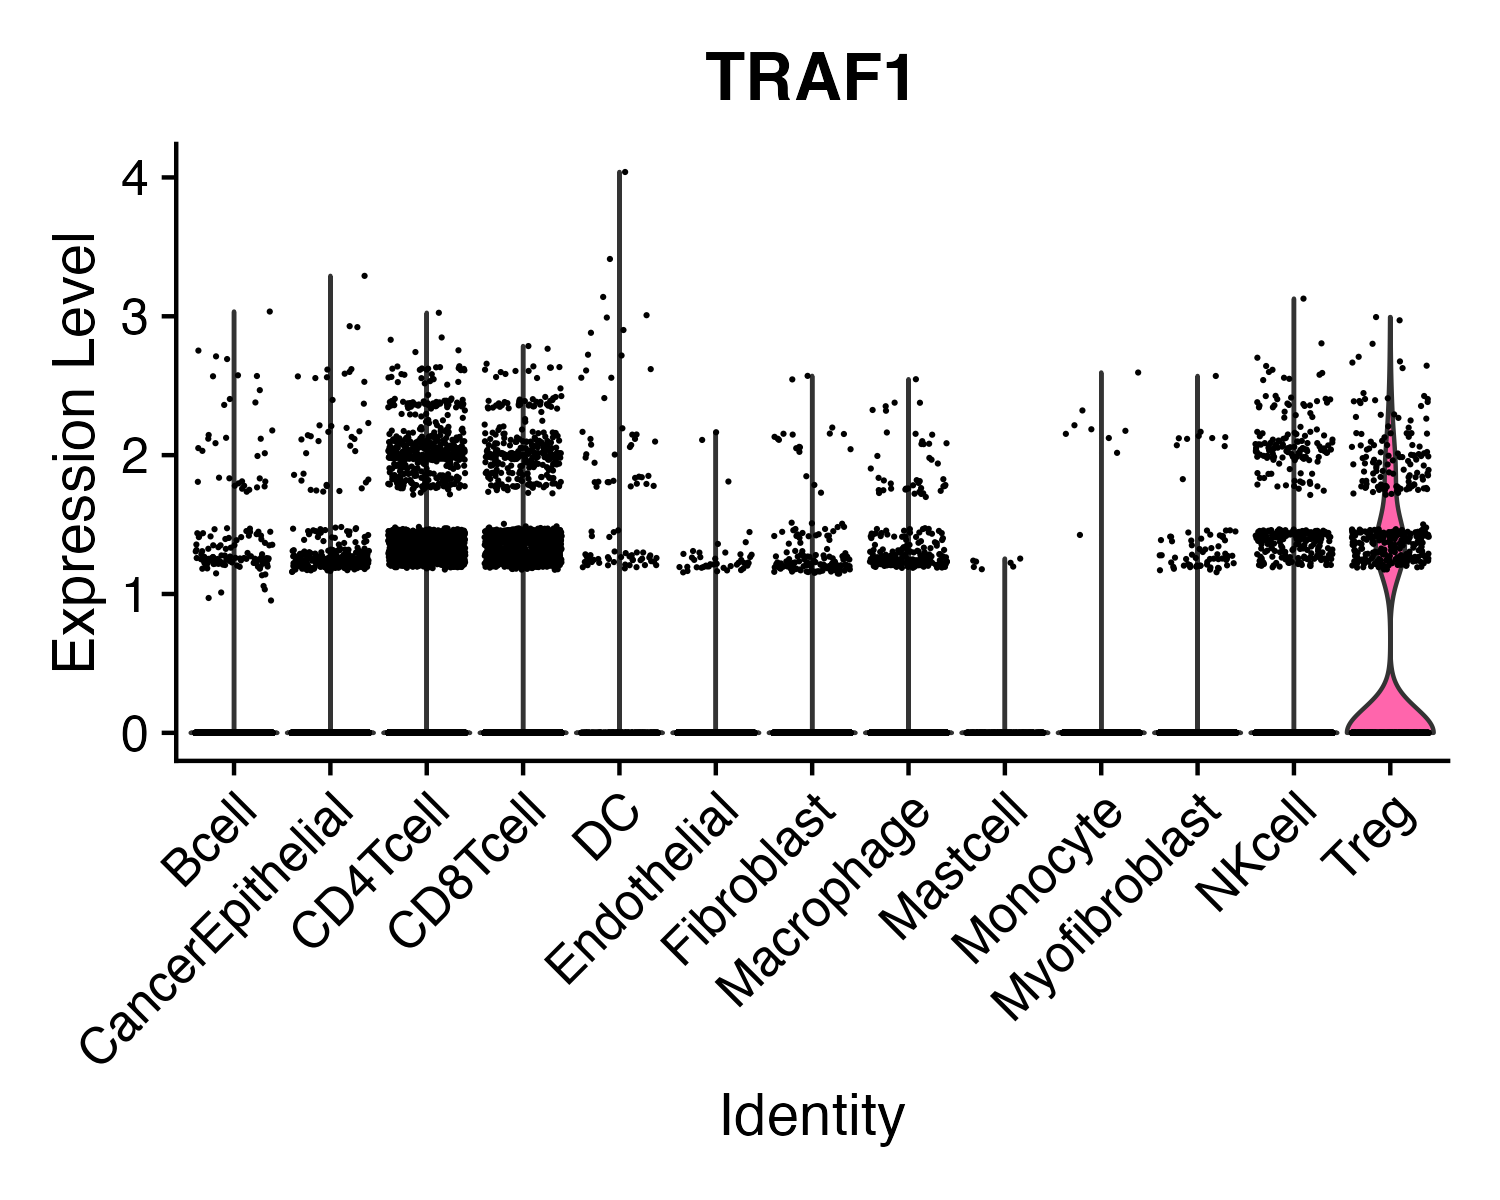 TRAF1
Expression Level
4
3
2
1
0
Bcell
CancerEpithelial
CD4Tcell
CD8Tcell
DC
Endothelial
Fibroblast
Macrophage
Mastcell
Monocyte
Myofibroblast
NKcell
Treg
Identity